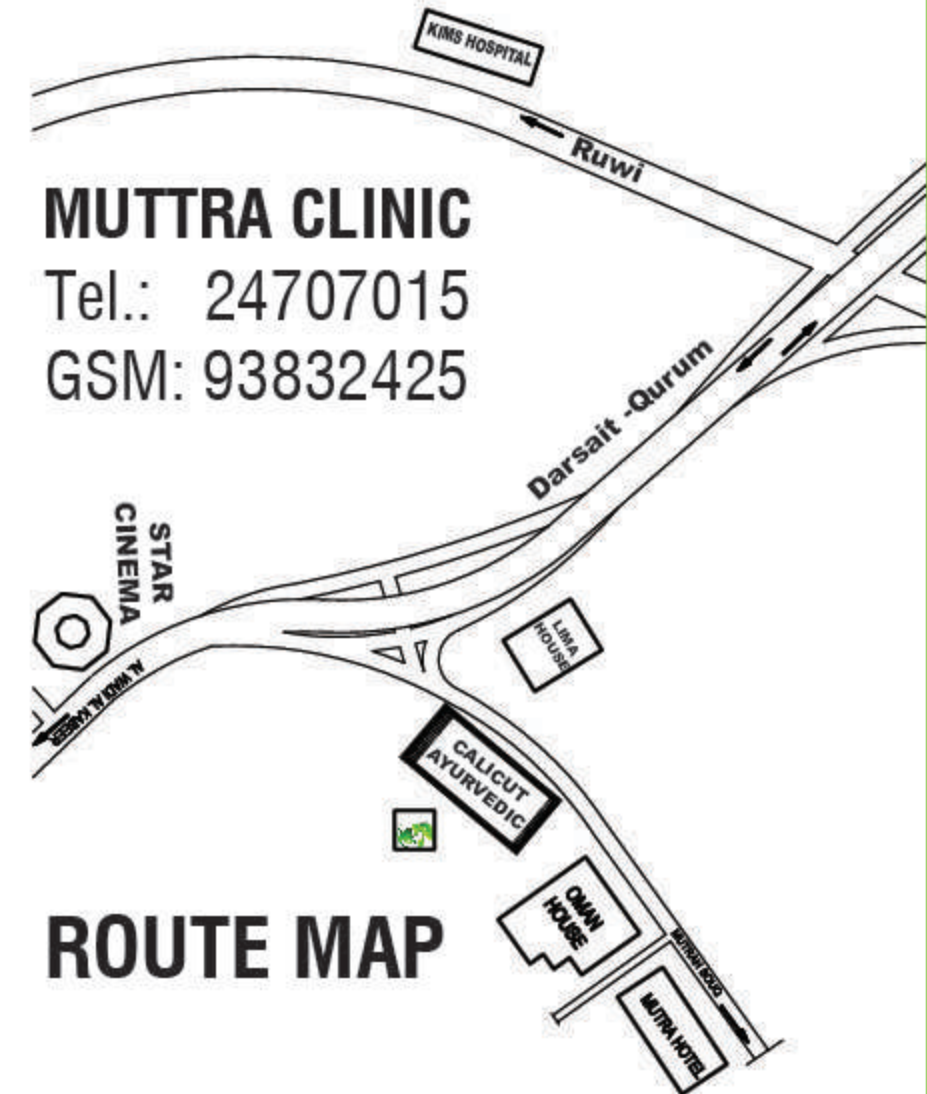 KIMS HOSPITAL
Ruwi
MUTTRA CLINIC
Tel.: 24707015
GSM: 93832425
Darsait -Qurum
STAR
CINEMA
LIMA
HOUSE
AL WADI AL KABEER
CALICUT
AYURVEDIC
OMAN
HOUSE
ROUTE MAP
MUTRAH SOUQ
MUTRA HOTEL